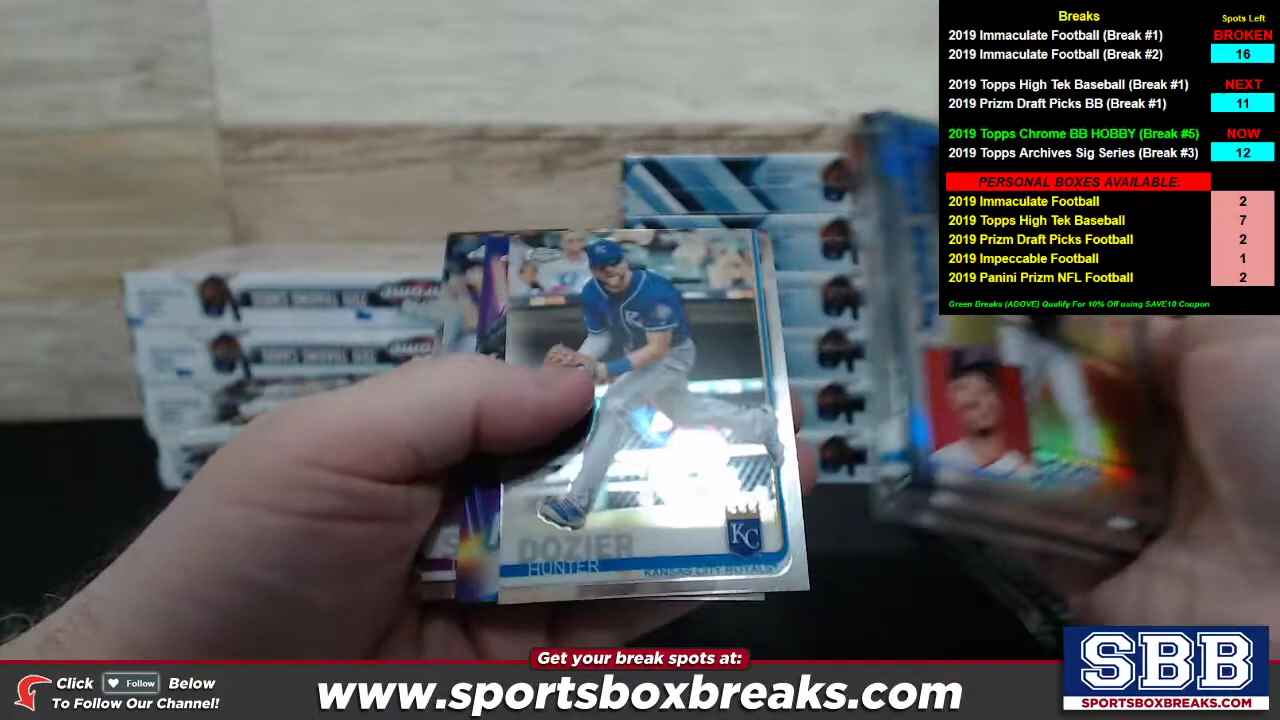 Breaks
Spots Left
2019 Immaculate Football (Break #1) BROKEN
2019 Immaculate Football (Break #2) 16
2019 Topps High Tek Baseball (Break #1) NEXT
2019 Prizm Draft Picks BB (Break #1) 11
2019 Topps Chrome BB HOBBY (Break #5) NOW
2019 Topps Archives Sig Series (Break #3) 12
PERSONAL BOXES AVAILABLE:
2019 Immaculate Football 2
2019 Topps High Tek Baseball 7
2019 Prizm Draft Picks Football 2
2019 Impeccable Football 1
2019 Panini Prizm NFL Football 2
Green Breaks (ABOVE) Qualify For 10% Off using SAVE10 Coupon
KC
DOZIER
HUNTER
KANSAS CITY ROYALS
Get your break spots at:
Click Follow Below
To Follow Our Channel!
www.sportsboxbreaks.com
SBB
SPORTSBOXBREAKS.COM